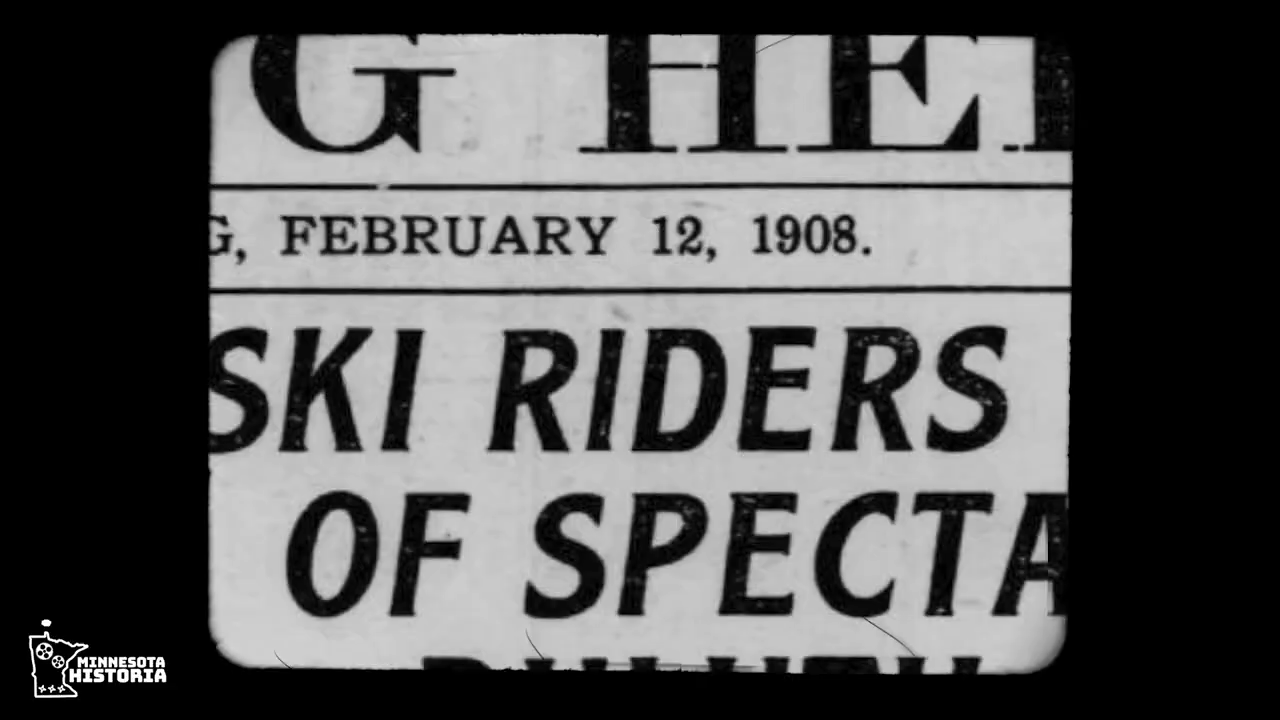 G HE
G, FEBRUARY 12, 1908.
SKI RIDERS
OF SPECTA
MINNESOTA
HISTORIA